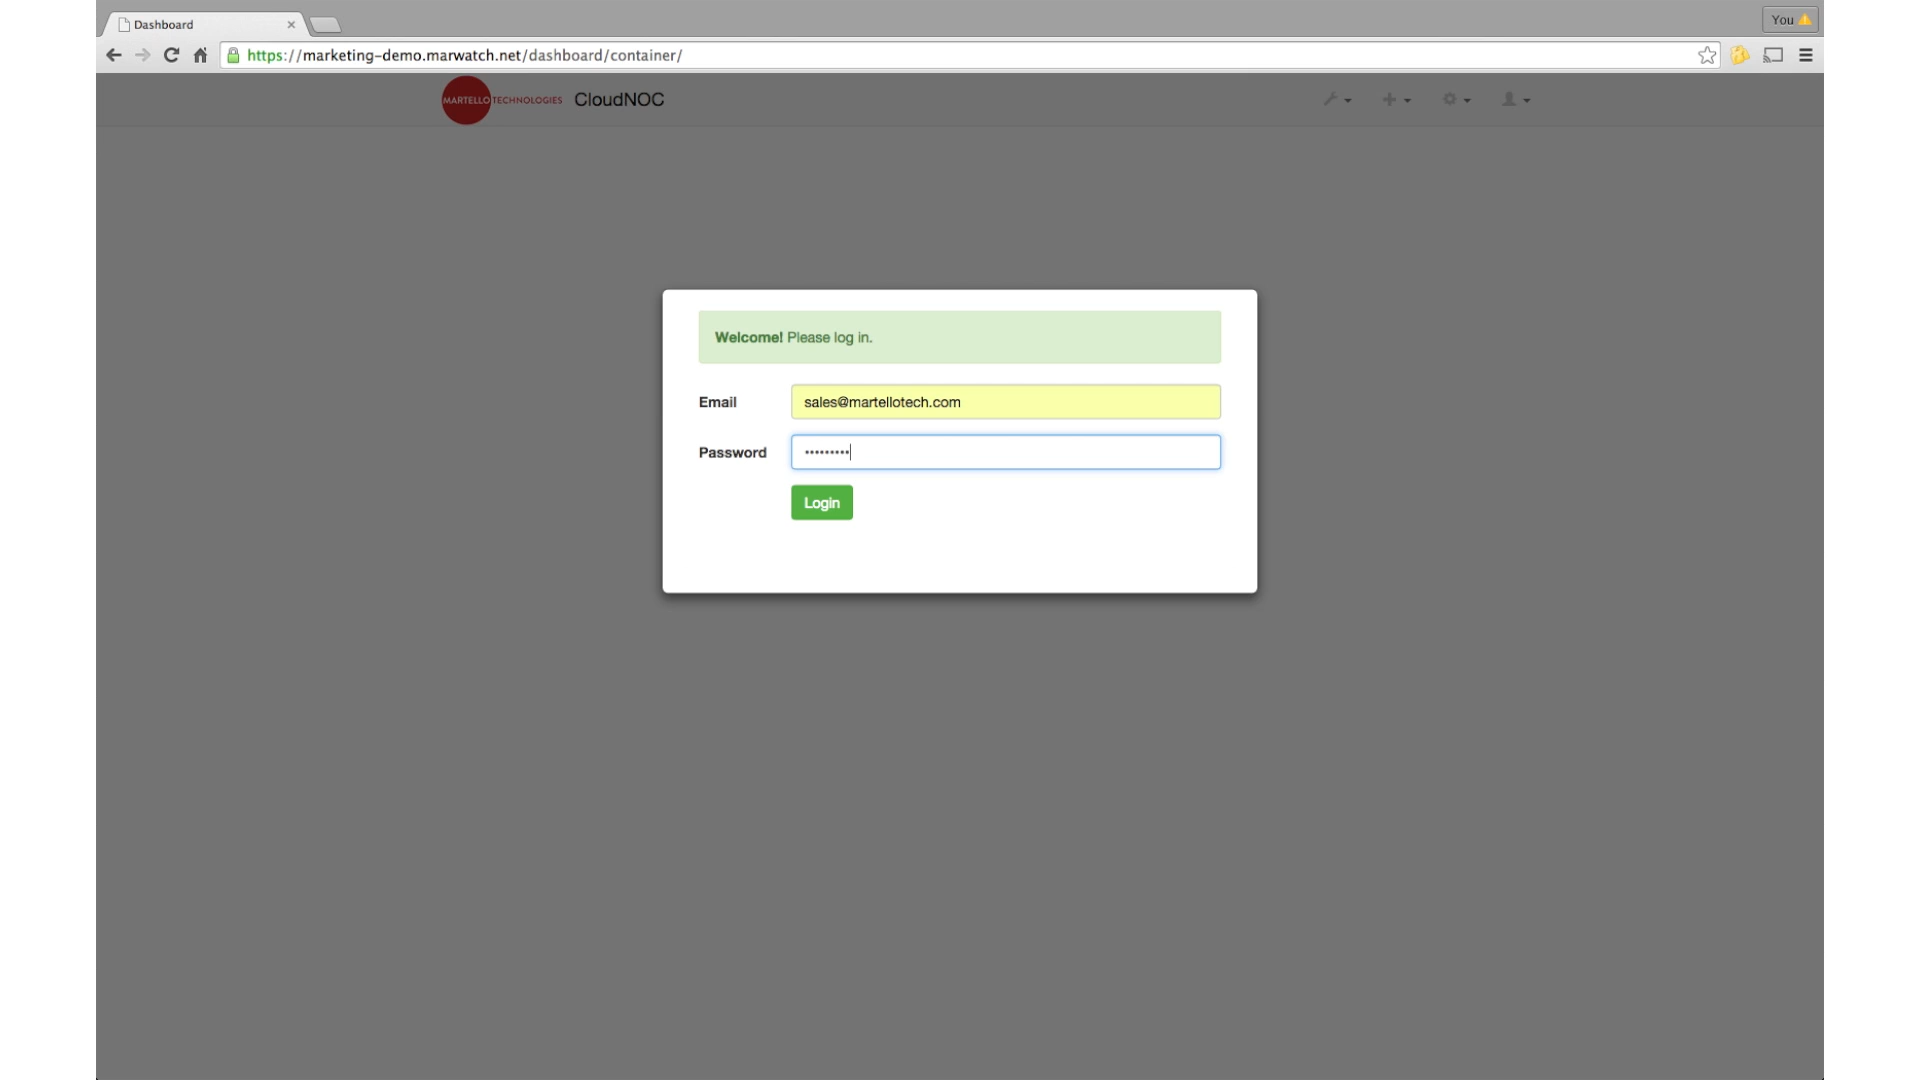 Dashboard
You
https://marketing-demo.marwatch.net/dashboard/container/
MARTELLO TECHNOLOGIES CloudNOC
Welcome! Please log in.
Email sales@martellotech.com
Password •••••••••
Login